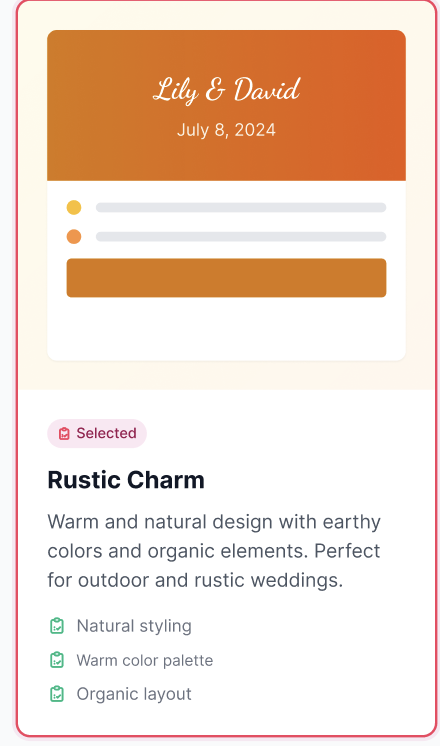 Lily & David
July 8, 2024
Selected
Rustic Charm
Warm and natural design with earthy
colors and organic elements. Perfect
for outdoor and rustic weddings.
Natural styling
Warm color palette
Organic layout